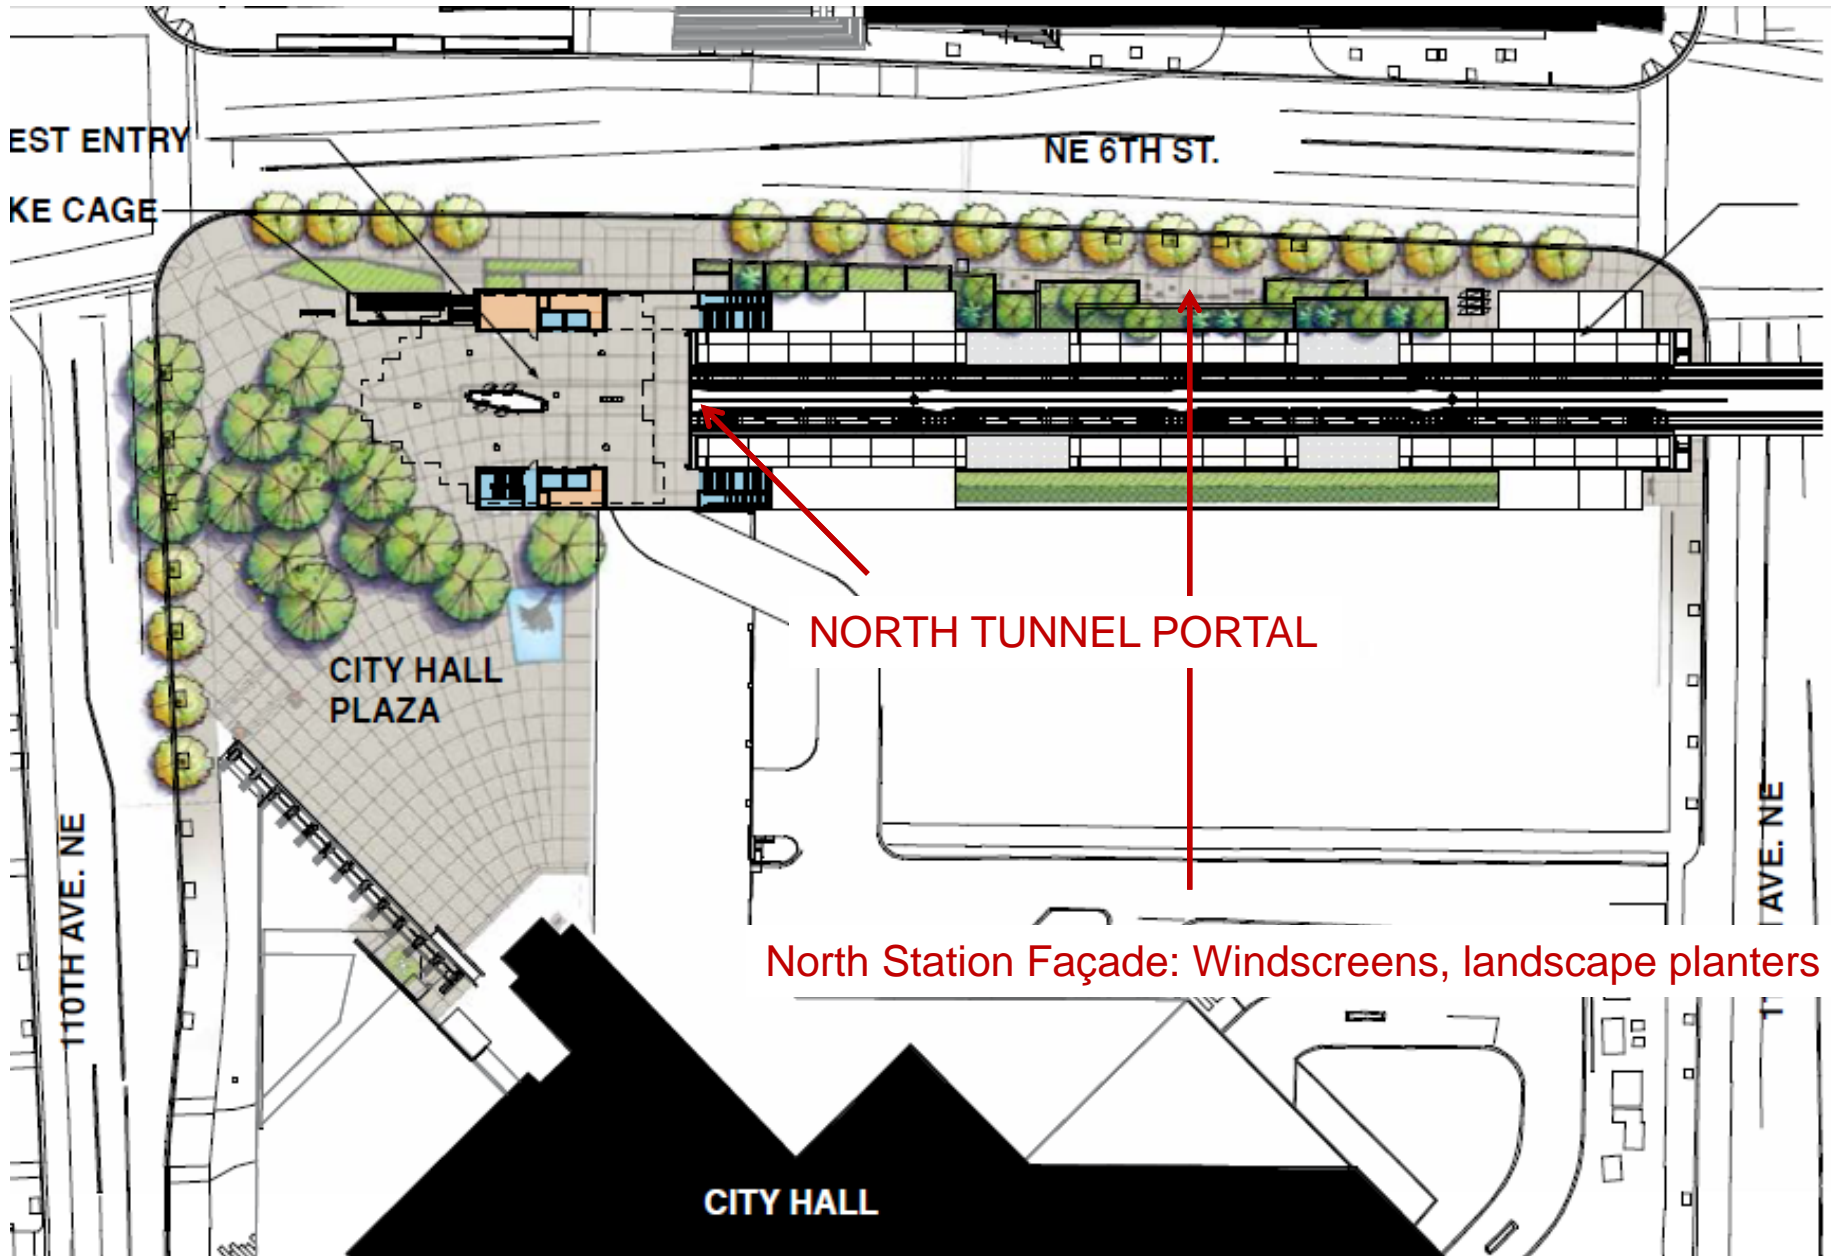 EST ENTRY
NE 6TH ST.
KE CAGE
NORTH TUNNEL PORTAL
CITY HALL
PLAZA
110TH AVE. NE
AVE. NE
North Station Façade: Windscreens, landscape planters
CITY HALL